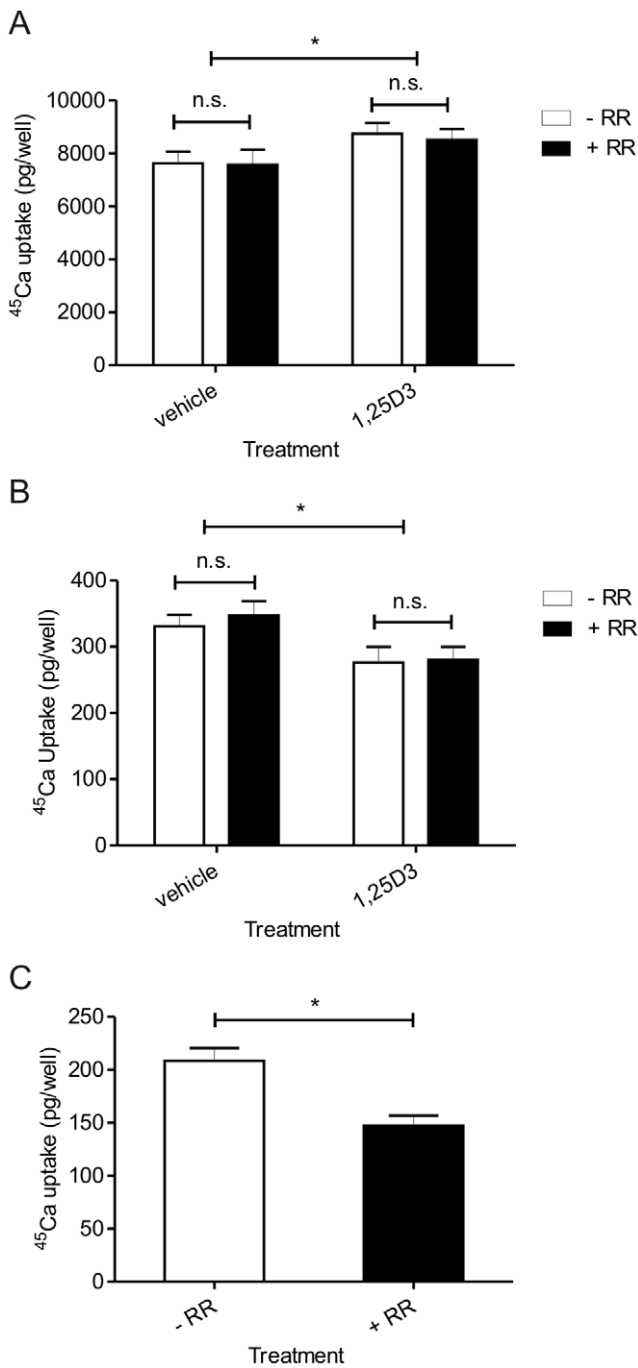 A
*
n.s.
n.s.
10000
8000
6000
4000
2000
0
⁴⁵Ca uptake (pg/well)
- RR
+ RR
vehicle
1,25D3
Treatment
B
*
n.s.
n.s.
400
300
200
100
0
⁴⁵Ca Uptake (pg/well)
- RR
+ RR
vehicle
1,25D3
Treatment
C
*
250
200
150
100
50
0
⁴⁵Ca uptake (pg/well)
- RR
+ RR
Treatment